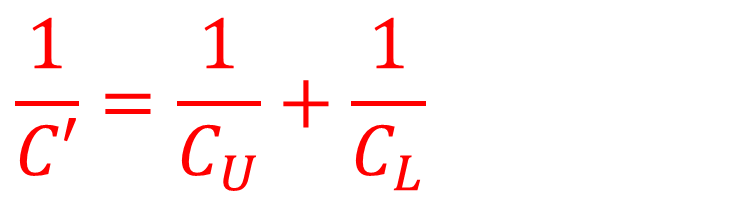 1/C′ = 1/C_U + 1/C_L